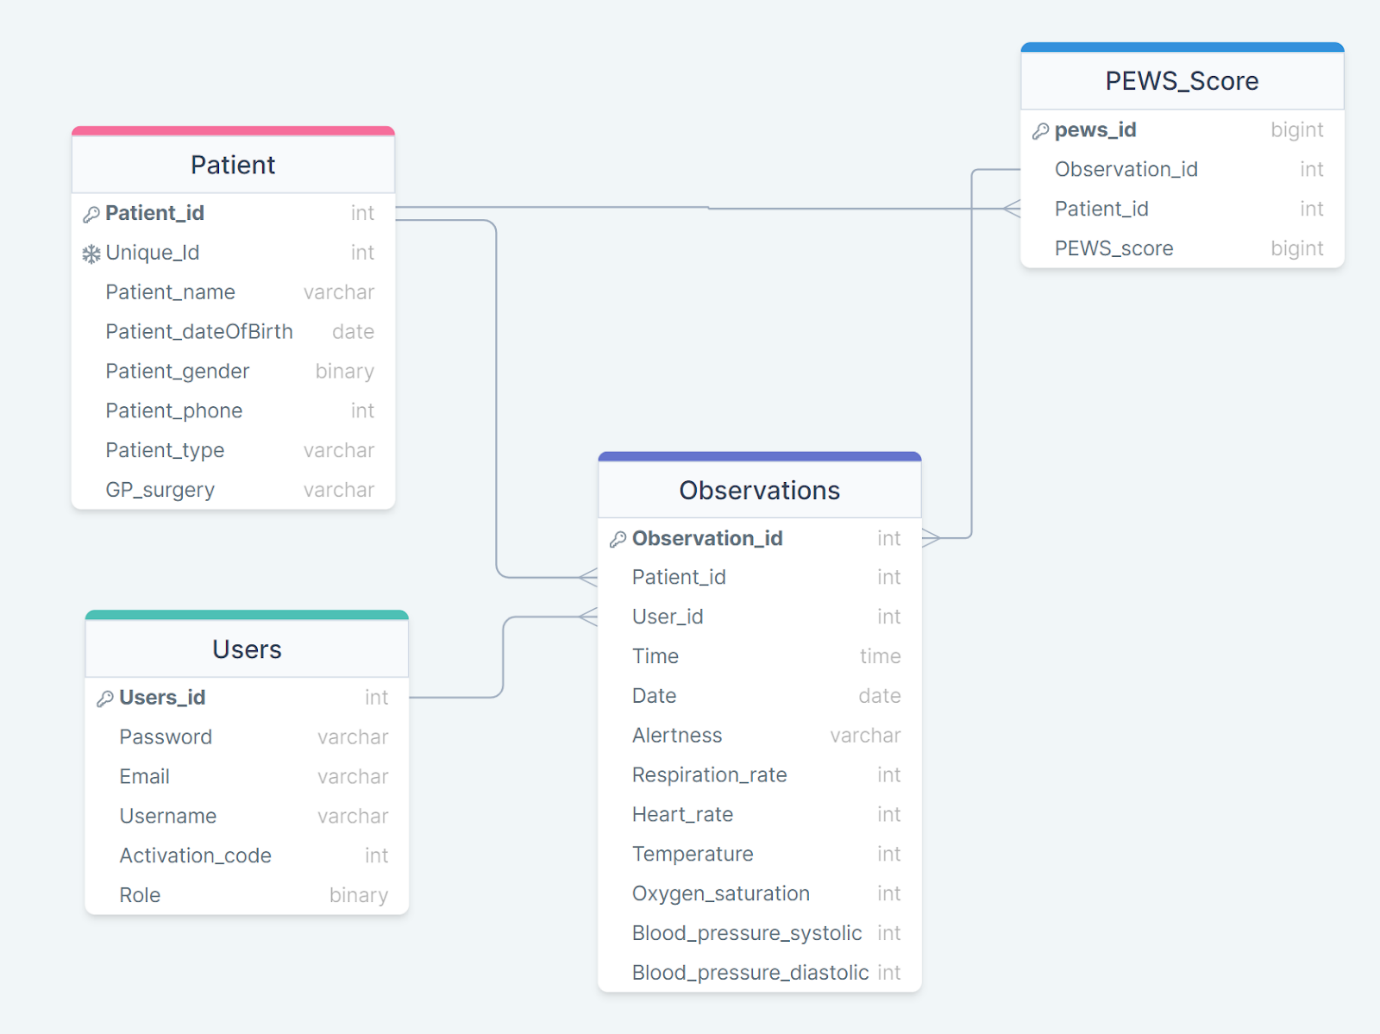 PEWS_Score
pews_id bigint
Observation_id int
Patient_id int
PEWS_score bigint
Patient
Patient_id int
Unique_Id int
Patient_name varchar
Patient_dateOfBirth date
Patient_gender binary
Patient_phone int
Patient_type varchar
GP_surgery varchar
Observations
Observation_id int
Patient_id int
User_id int
Time time
Date date
Alertness varchar
Respiration_rate int
Heart_rate int
Temperature int
Oxygen_saturation int
Blood_pressure_systolic int
Blood_pressure_diastolic int
Users
Users_id int
Password varchar
Email varchar
Username varchar
Activation_code int
Role binary